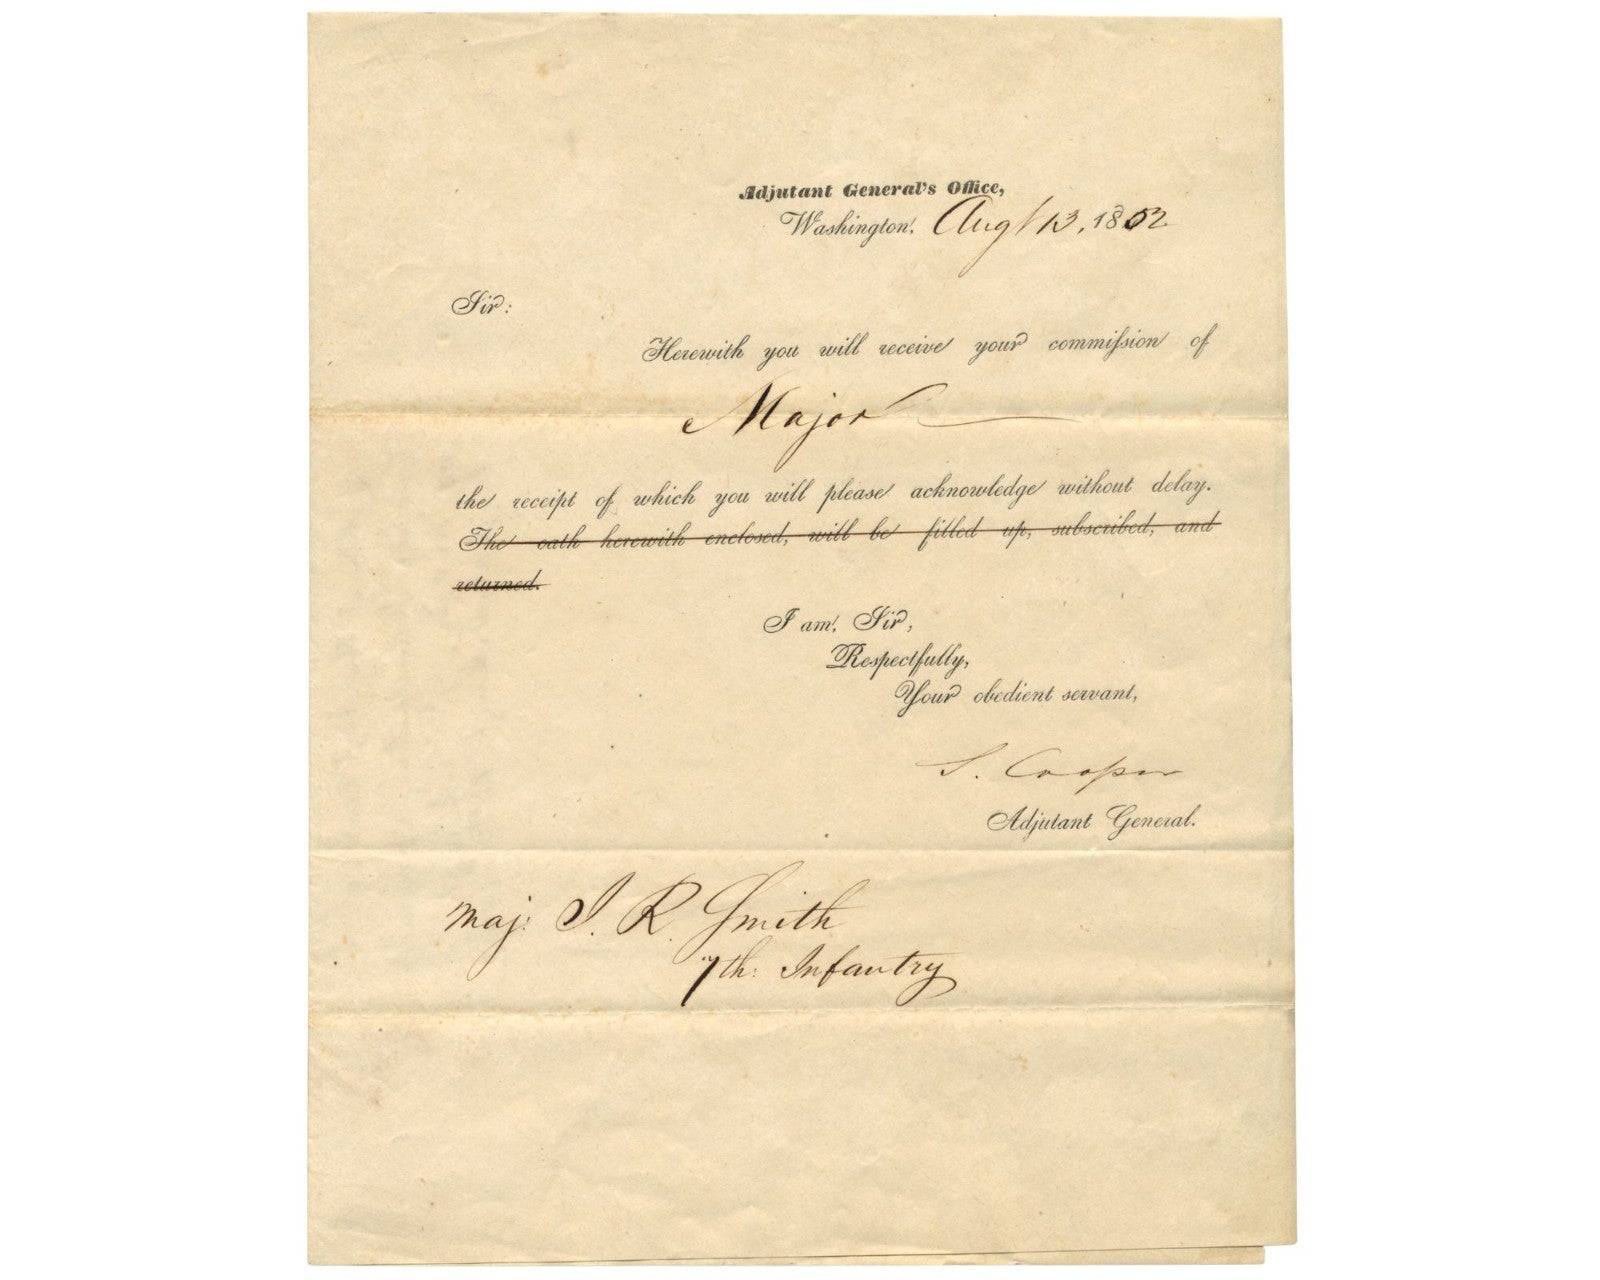 Adjutant General's Office,
Washington, Augt 13, 1852
Sir:
Herewith you will receive your commiſsion of
Major
the receipt of which you will please acknowledge without delay.
The oath herewith enclosed, will be filled up, subscribed, and
returned.
I am, Sir,
Respectfully,
Your obedient servant,
S. Cooper
Adjutant General.
Maj: J. R. Smith
7th: Infantry